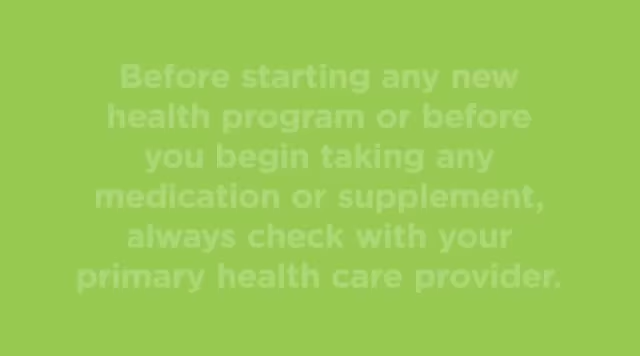 Before starting any new
health program or before
you begin taking any
medication or supplement,
always check with your
primary health care provider.